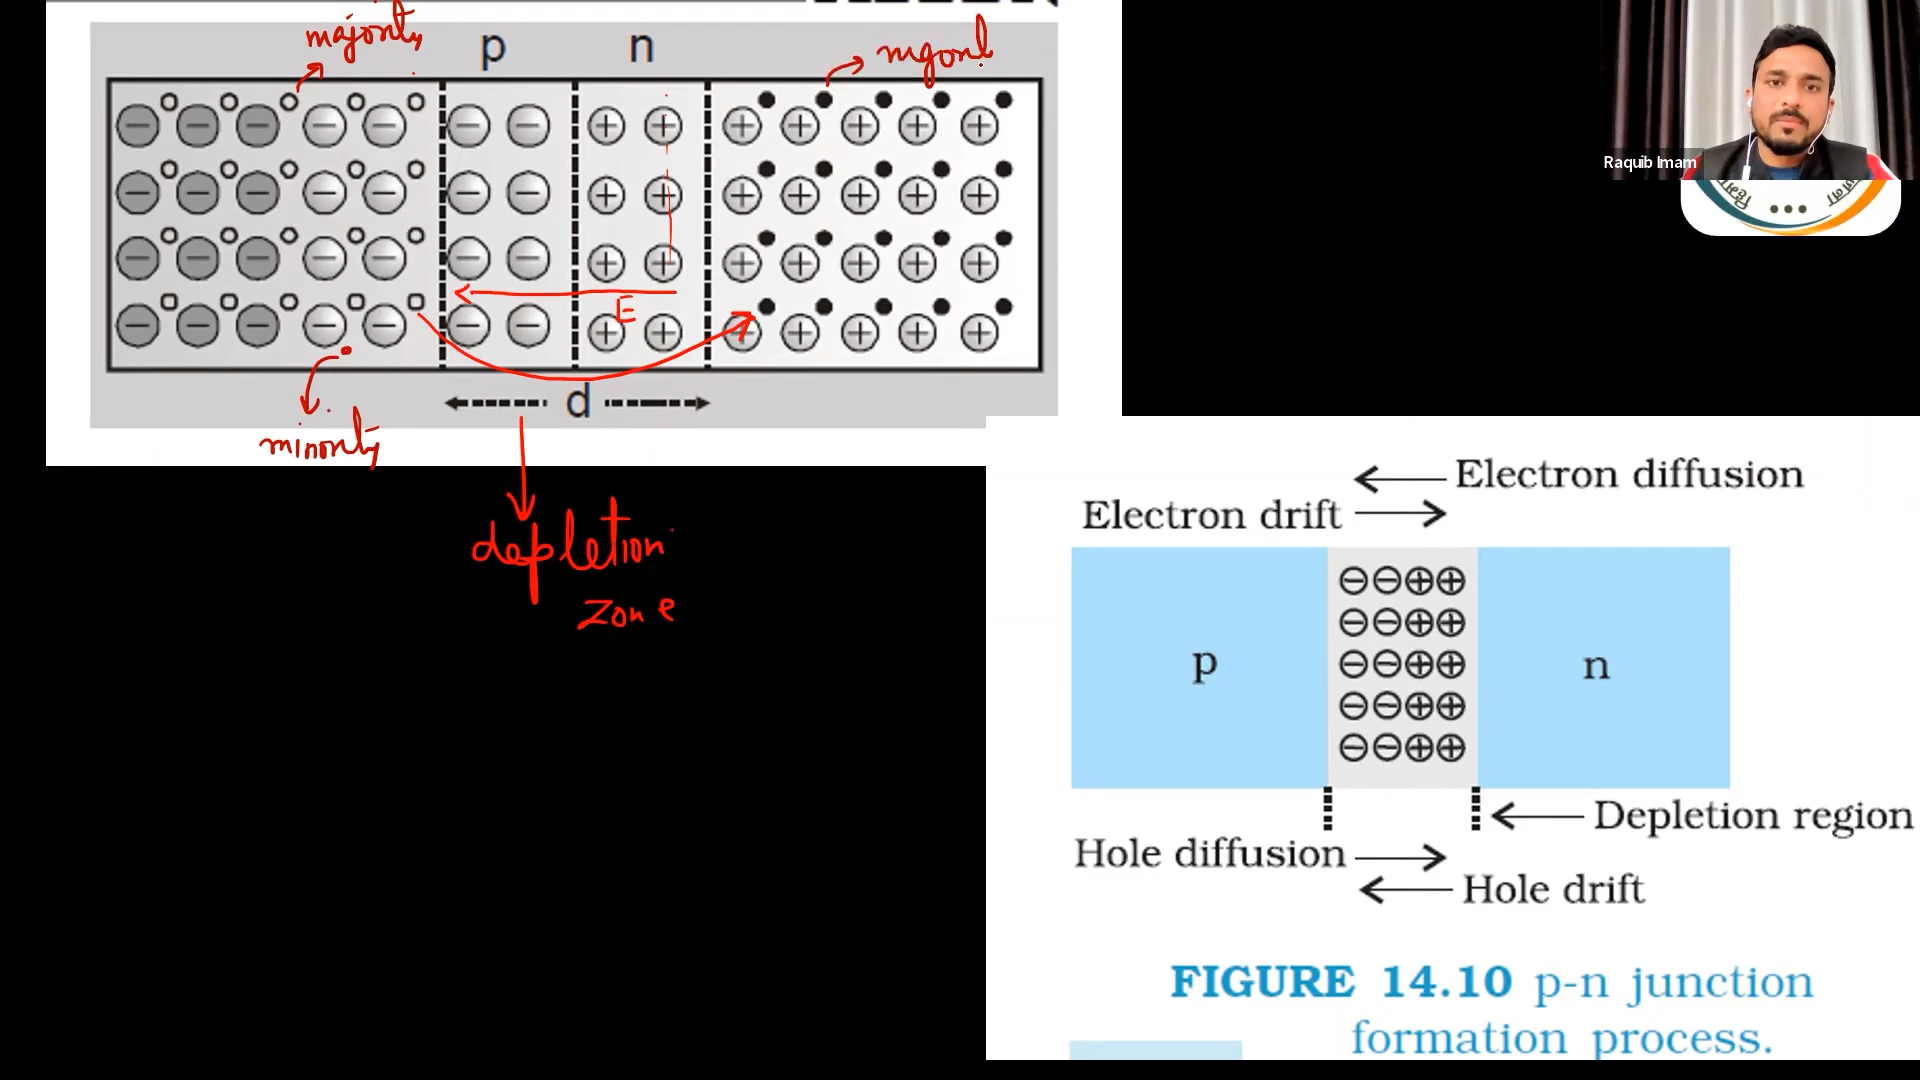 majority
p n
majori
E
d
minority
depletion
zone
Raquib Imam
Electron diffusion
Electron drift
p n
Depletion region
Hole diffusion
Hole drift
FIGURE 14.10 p-n junction
formation process.